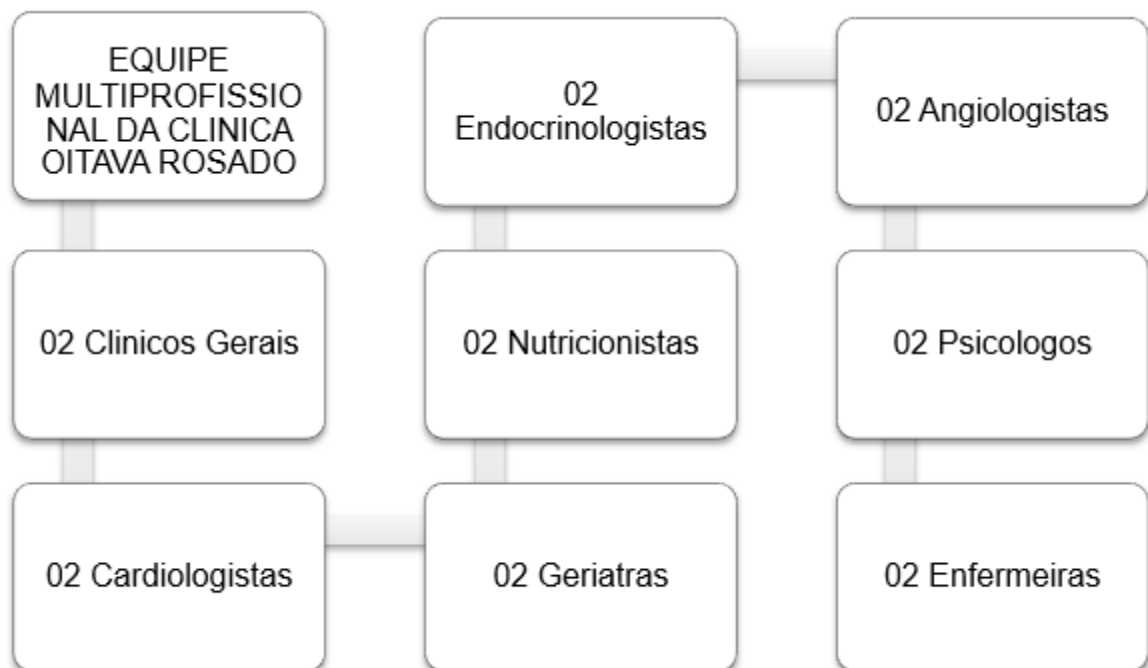 EQUIPE
MULTIPROFISSIO
NAL DA CLINICA
OITAVA ROSADO
02 Clinicos Gerais
02 Cardiologistas
02 Geriatras
02 Nutricionistas
02
Endocrinologistas
02 Angiologistas
02 Psicologos
02 Enfermeiras